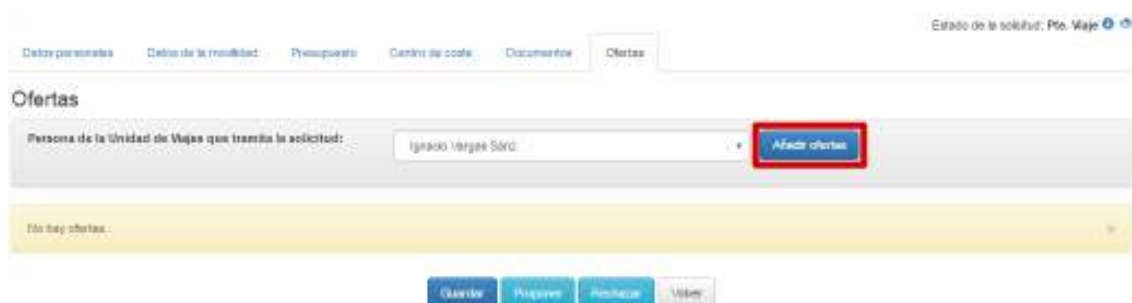 Estado de la solicitud: Pte. Viaje
Datos personales Datos de la movilidad Presupuesto Centro de coste Documentos Ofertas
Ofertas
Persona de la Unidad de Viajes que tramita la solicitud: Ignacio Vargas Sanz Añadir ofertas
No hay ofertas.
Guardar Proponer Rechazar Volver